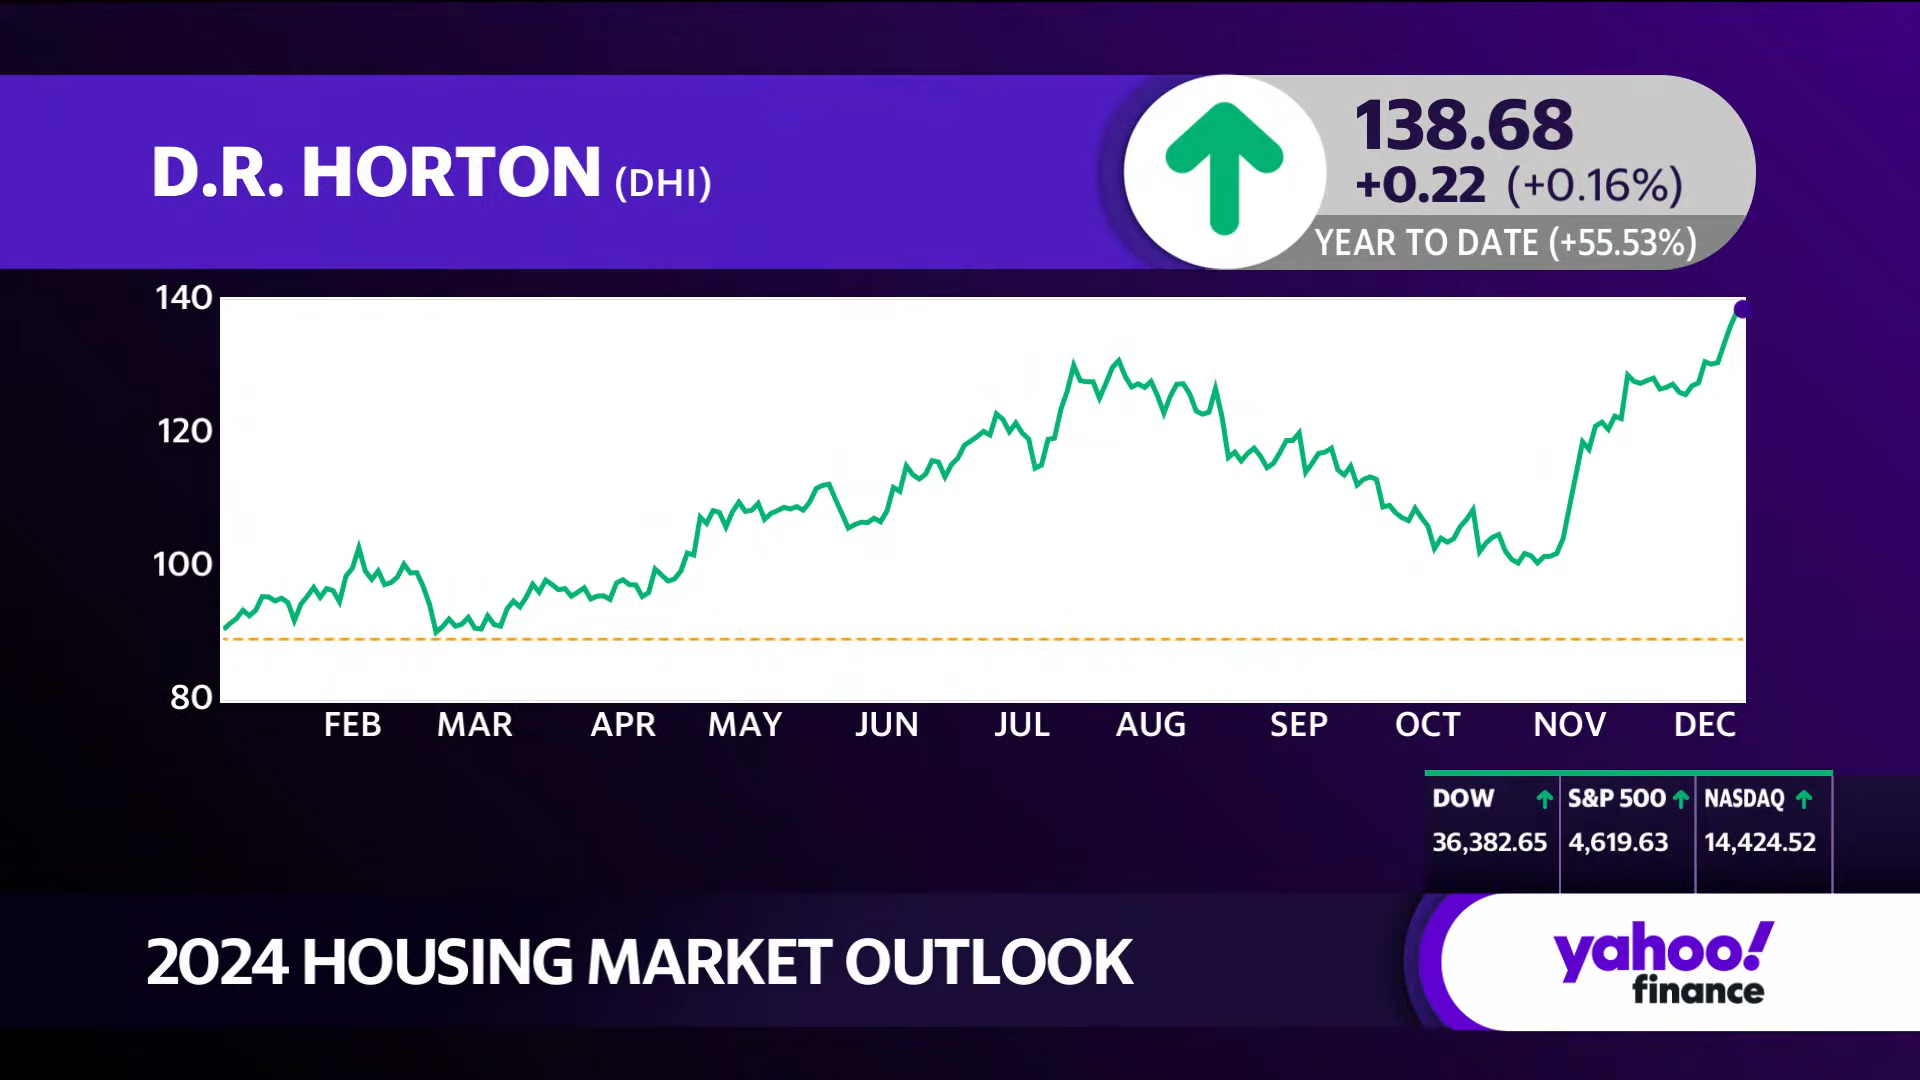 D.R. HORTON (DHI)
138.68
+0.22 (+0.16%)
YEAR TO DATE (+55.53%)
140
120
100
80
FEB MAR APR MAY JUN JUL AUG SEP OCT NOV DEC
DOW S&P 500 NASDAQ
36,382.65 4,619.63 14,424.52
2024 HOUSING MARKET OUTLOOK
yahoo!
finance